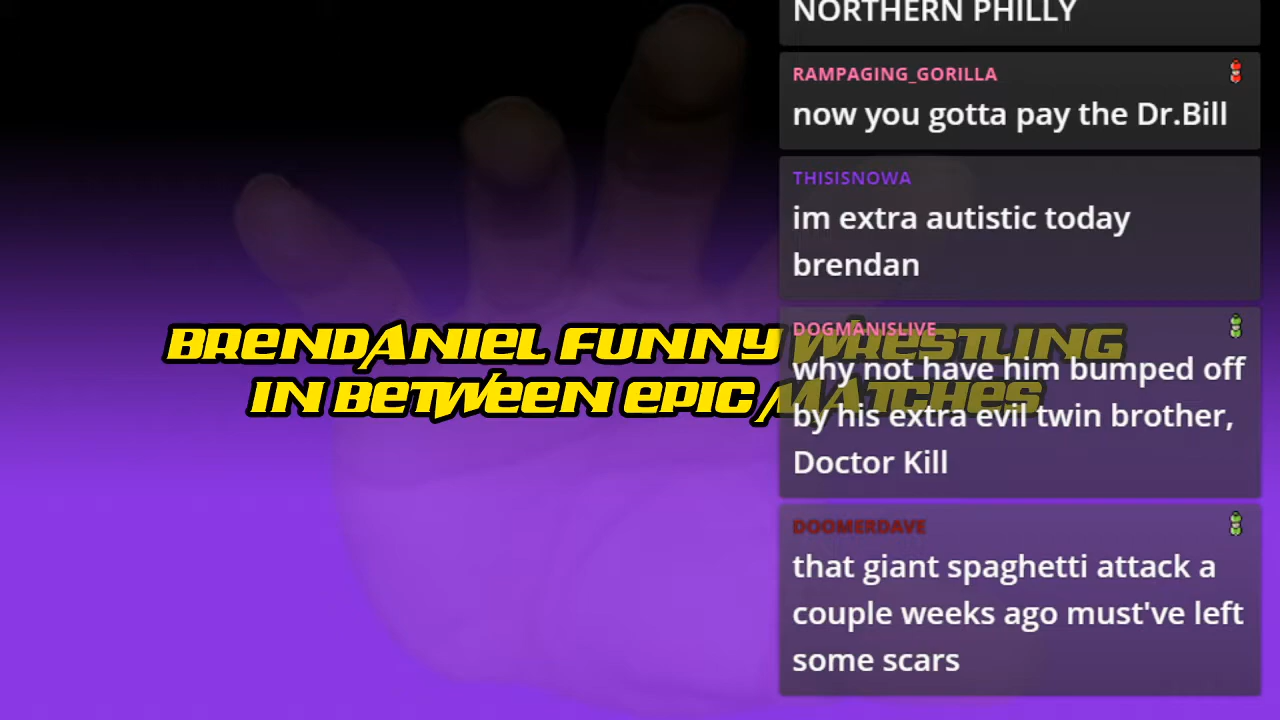 BRENDANIEL FUNNY WRESTLING
IN BETWEEN EPIC MATCHES
NORTHERN PHILLY
RAMPAGING_GORILLA
now you gotta pay the Dr.Bill
THISISNOWA
im extra autistic today
brendan
DOGMANISLIVE
why not have him bumped off
by his extra evil twin brother,
Doctor Kill
DOOMERDAVE
that giant spaghetti attack a
couple weeks ago must've left
some scars